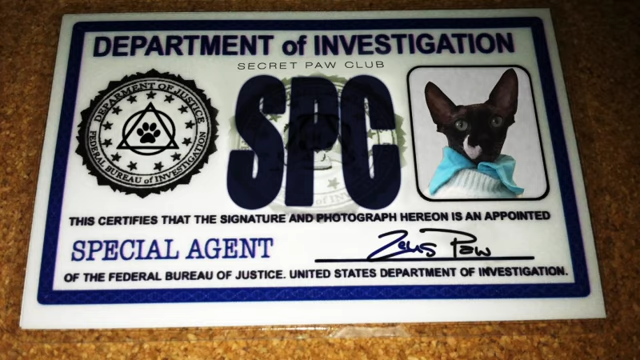 DEPARTMENT of INVESTIGATION
SECRET PAW CLUB
SPC
DEPARMENT OF JUSTICE
FEDERAL BUREAU of INVESTIGATION
THIS CERTIFIES THAT THE SIGNATURE AND PHOTOGRAPH HEREON IS AN APPOINTED
SPECIAL AGENT
Zeus Paw
OF THE FEDERAL BUREAU OF JUSTICE. UNITED STATES DEPARTMENT OF INVESTIGATION.